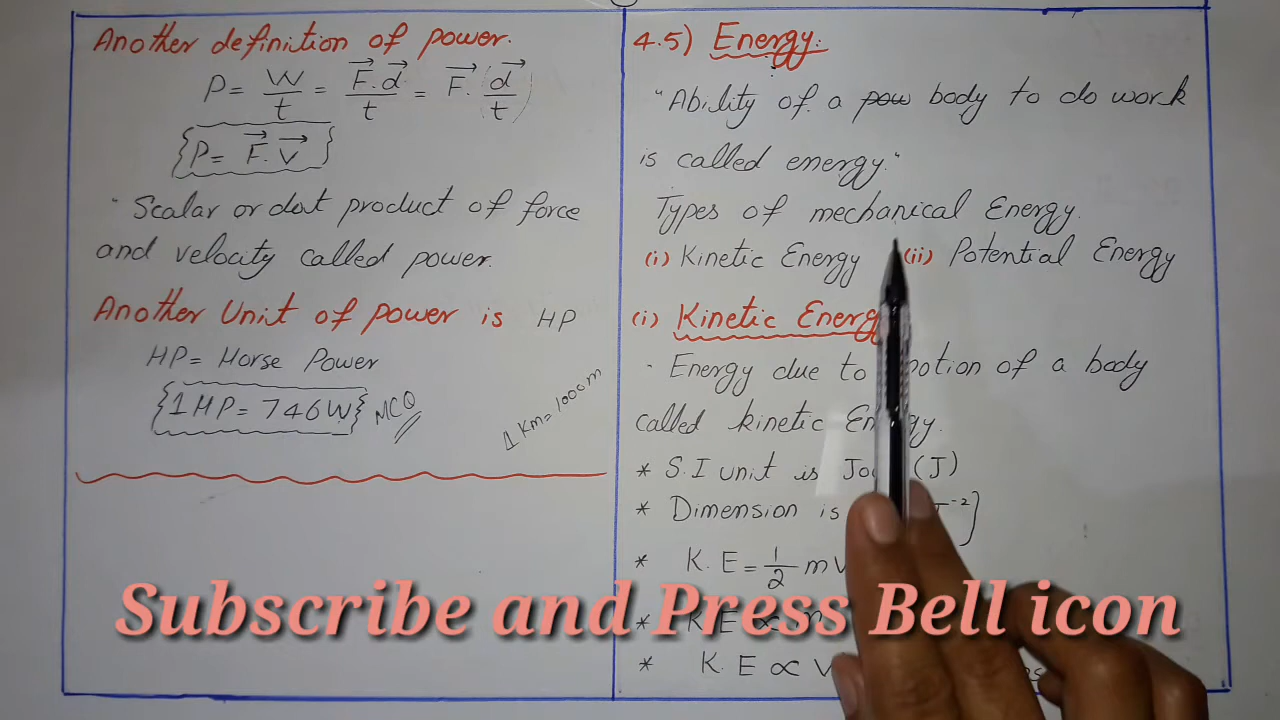 Another definition of power.
P = W/t = F⃗.d⃗/t = F⃗.(d⃗/t)
P = F⃗.V⃗
"Scalar or dot product of force
and velocity called power.
Another Unit of power is HP
HP = Horse Power
1 HP = 746W MCQ
1 Km = 1000m
4.5) Energy:
"Ability of a body to do work
is called energy."
Types of mechanical Energy.
(i) Kinetic Energy (ii) Potential Energy
(i) Kinetic Energ
Energy due to otion of a body
called kinetic En gy.
* S.I unit is Jo (J)
* Dimension is T⁻²]
* K.E = 1/2 mV
* K.E ∝ m
* K.E ∝ V
Subscribe and Press Bell icon